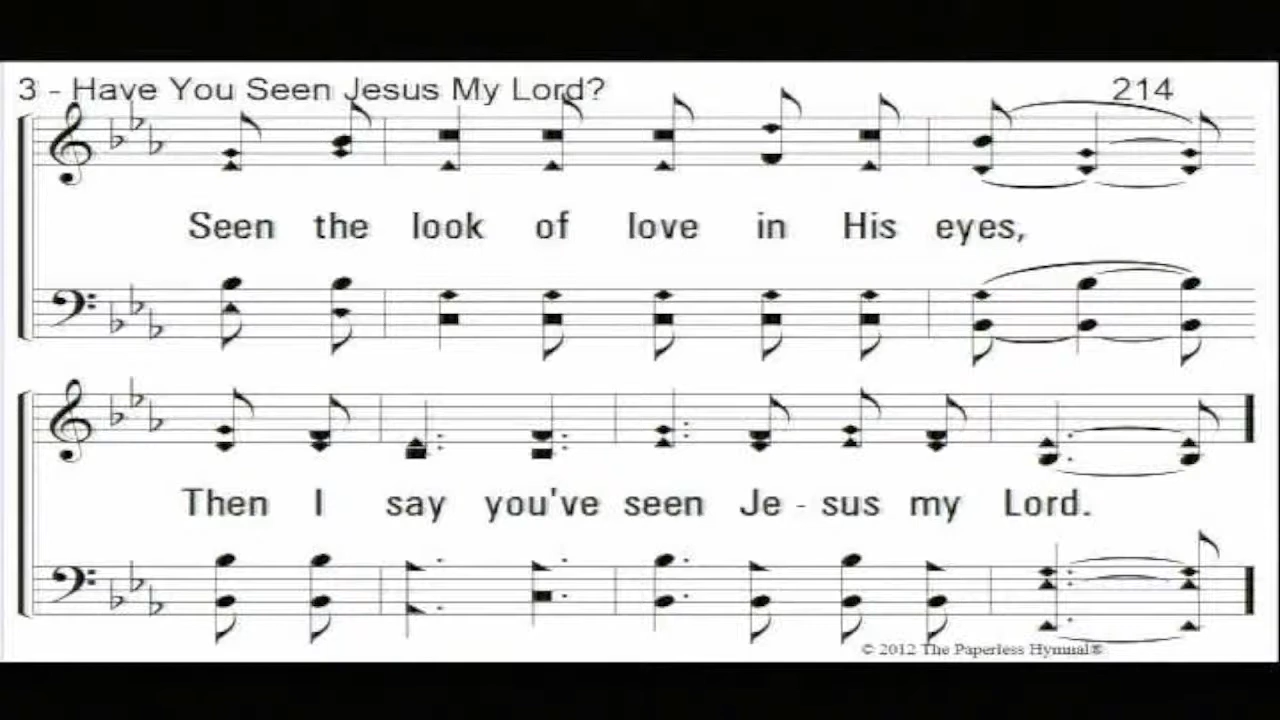 3 - Have You Seen Jesus My Lord? 214
Seen the look of love in His eyes,
Then I say you've seen Je - sus my Lord.
© 2012 The Paperless Hymnal®